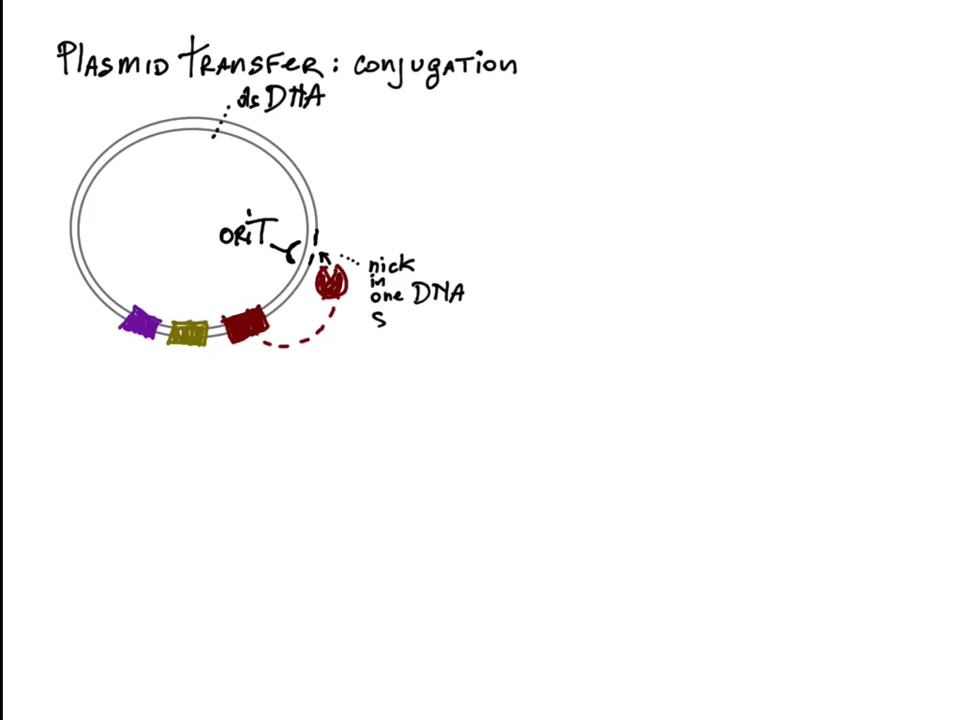 PLASMID TRANSFER: CONJUGATION
ds DNA
ORiT
nick
in
one DNA
S